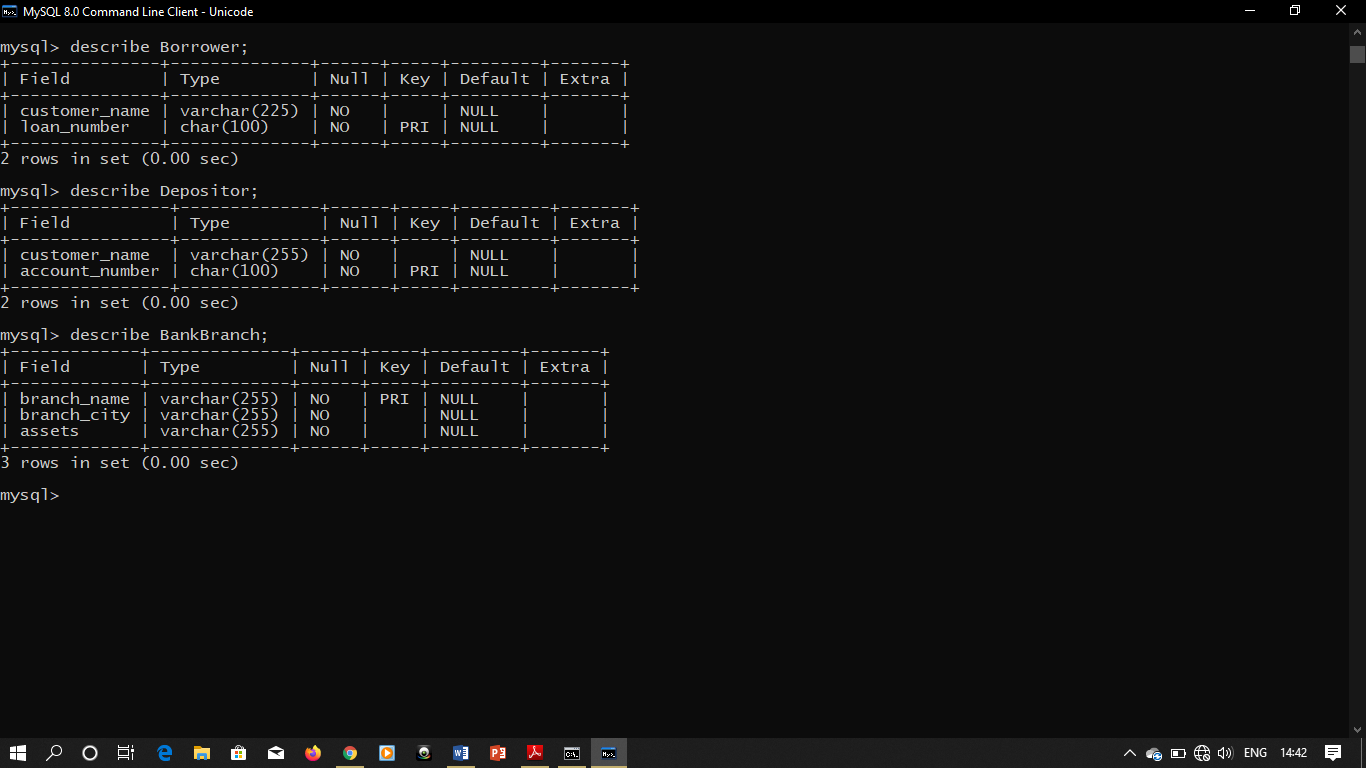 MySQL 8.0 Command Line Client - Unicode
mysql> describe Borrower;
+---------------+--------------+------+-----+---------+-------+
| Field         | Type         | Null | Key | Default | Extra |
+---------------+--------------+------+-----+---------+-------+
| customer_name | varchar(225) | NO   |     | NULL    |       |
| loan_number   | char(100)    | NO   | PRI | NULL    |       |
+---------------+--------------+------+-----+---------+-------+
2 rows in set (0.00 sec)
mysql> describe Depositor;
+----------------+--------------+------+-----+---------+-------+
| Field          | Type         | Null | Key | Default | Extra |
+----------------+--------------+------+-----+---------+-------+
| customer_name  | varchar(255) | NO   |     | NULL    |       |
| account_number | char(100)    | NO   | PRI | NULL    |       |
+----------------+--------------+------+-----+---------+-------+
2 rows in set (0.00 sec)
mysql> describe BankBranch;
+-------------+--------------+------+-----+---------+-------+
| Field       | Type         | Null | Key | Default | Extra |
+-------------+--------------+------+-----+---------+-------+
| branch_name | varchar(255) | NO   | PRI | NULL    |       |
| branch_city | varchar(255) | NO   |     | NULL    |       |
| assets      | varchar(255) | NO   |     | NULL    |       |
+-------------+--------------+------+-----+---------+-------+
3 rows in set (0.00 sec)
mysql>
ENG 14:42